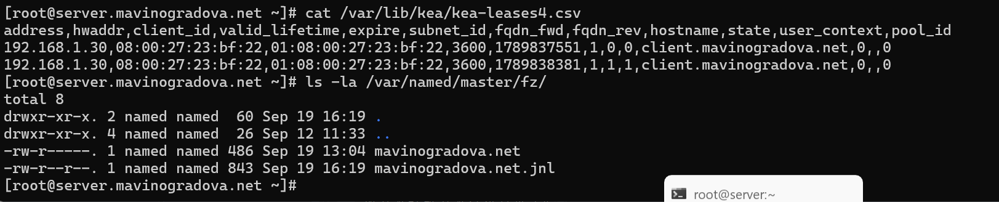 [root@server.mavinogradova.net ~]# cat /var/lib/kea/kea-leases4.csv
address,hwaddr,client_id,valid_lifetime,expire,subnet_id,fqdn_fwd,fqdn_rev,hostname,state,user_context,pool_id
192.168.1.30,08:00:27:23:bf:22,01:08:00:27:23:bf:22,3600,1789837551,1,0,0,client.mavinogradova.net,0,,0
192.168.1.30,08:00:27:23:bf:22,01:08:00:27:23:bf:22,3600,1789838381,1,1,1,client.mavinogradova.net,0,,0
[root@server.mavinogradova.net ~]# ls -la /var/named/master/fz/
total 8
drwxr-xr-x. 2 named named  60 Sep 19 16:19 .
drwxr-xr-x. 4 named named  26 Sep 12 11:33 ..
-rw-r-----. 1 named named 486 Sep 19 13:04 mavinogradova.net
-rw-r--r--. 1 named named 843 Sep 19 16:19 mavinogradova.net.jnl
[root@server.mavinogradova.net ~]#
root@server:~